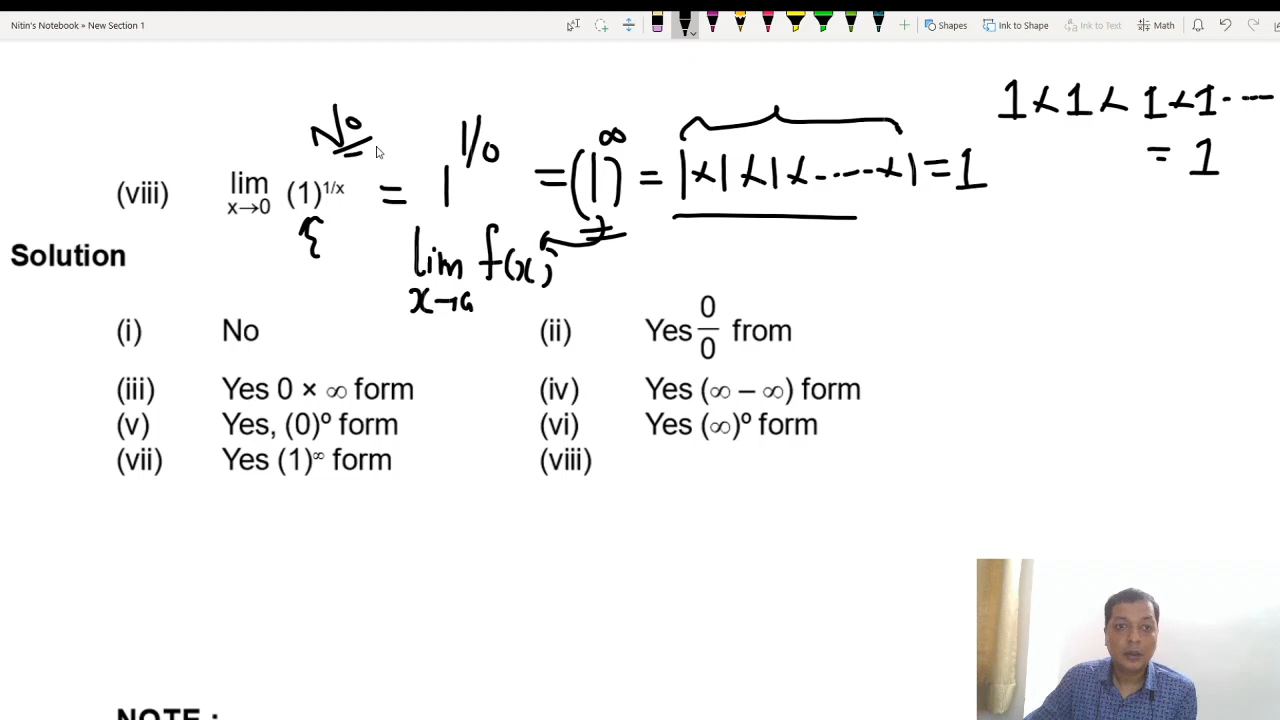 Nitin's Notebook » New Section 1
Shapes Ink to Shape Ink to Text Math
1 × 1 × 1 × 1 ....
= 1
No
(viii) lim x→0 (1)^1/x = 1^1/0 = (1)^∞ = 1×1×1×....×1 = 1
{ lim x→a f(x)
Solution
(i) No (ii) Yes 0/0 from
(iii) Yes 0 × ∞ form (iv) Yes (∞ – ∞) form
(v) Yes, (0)º form (vi) Yes (∞)º form
(vii) Yes (1)^∞ form (viii)
NOTE :